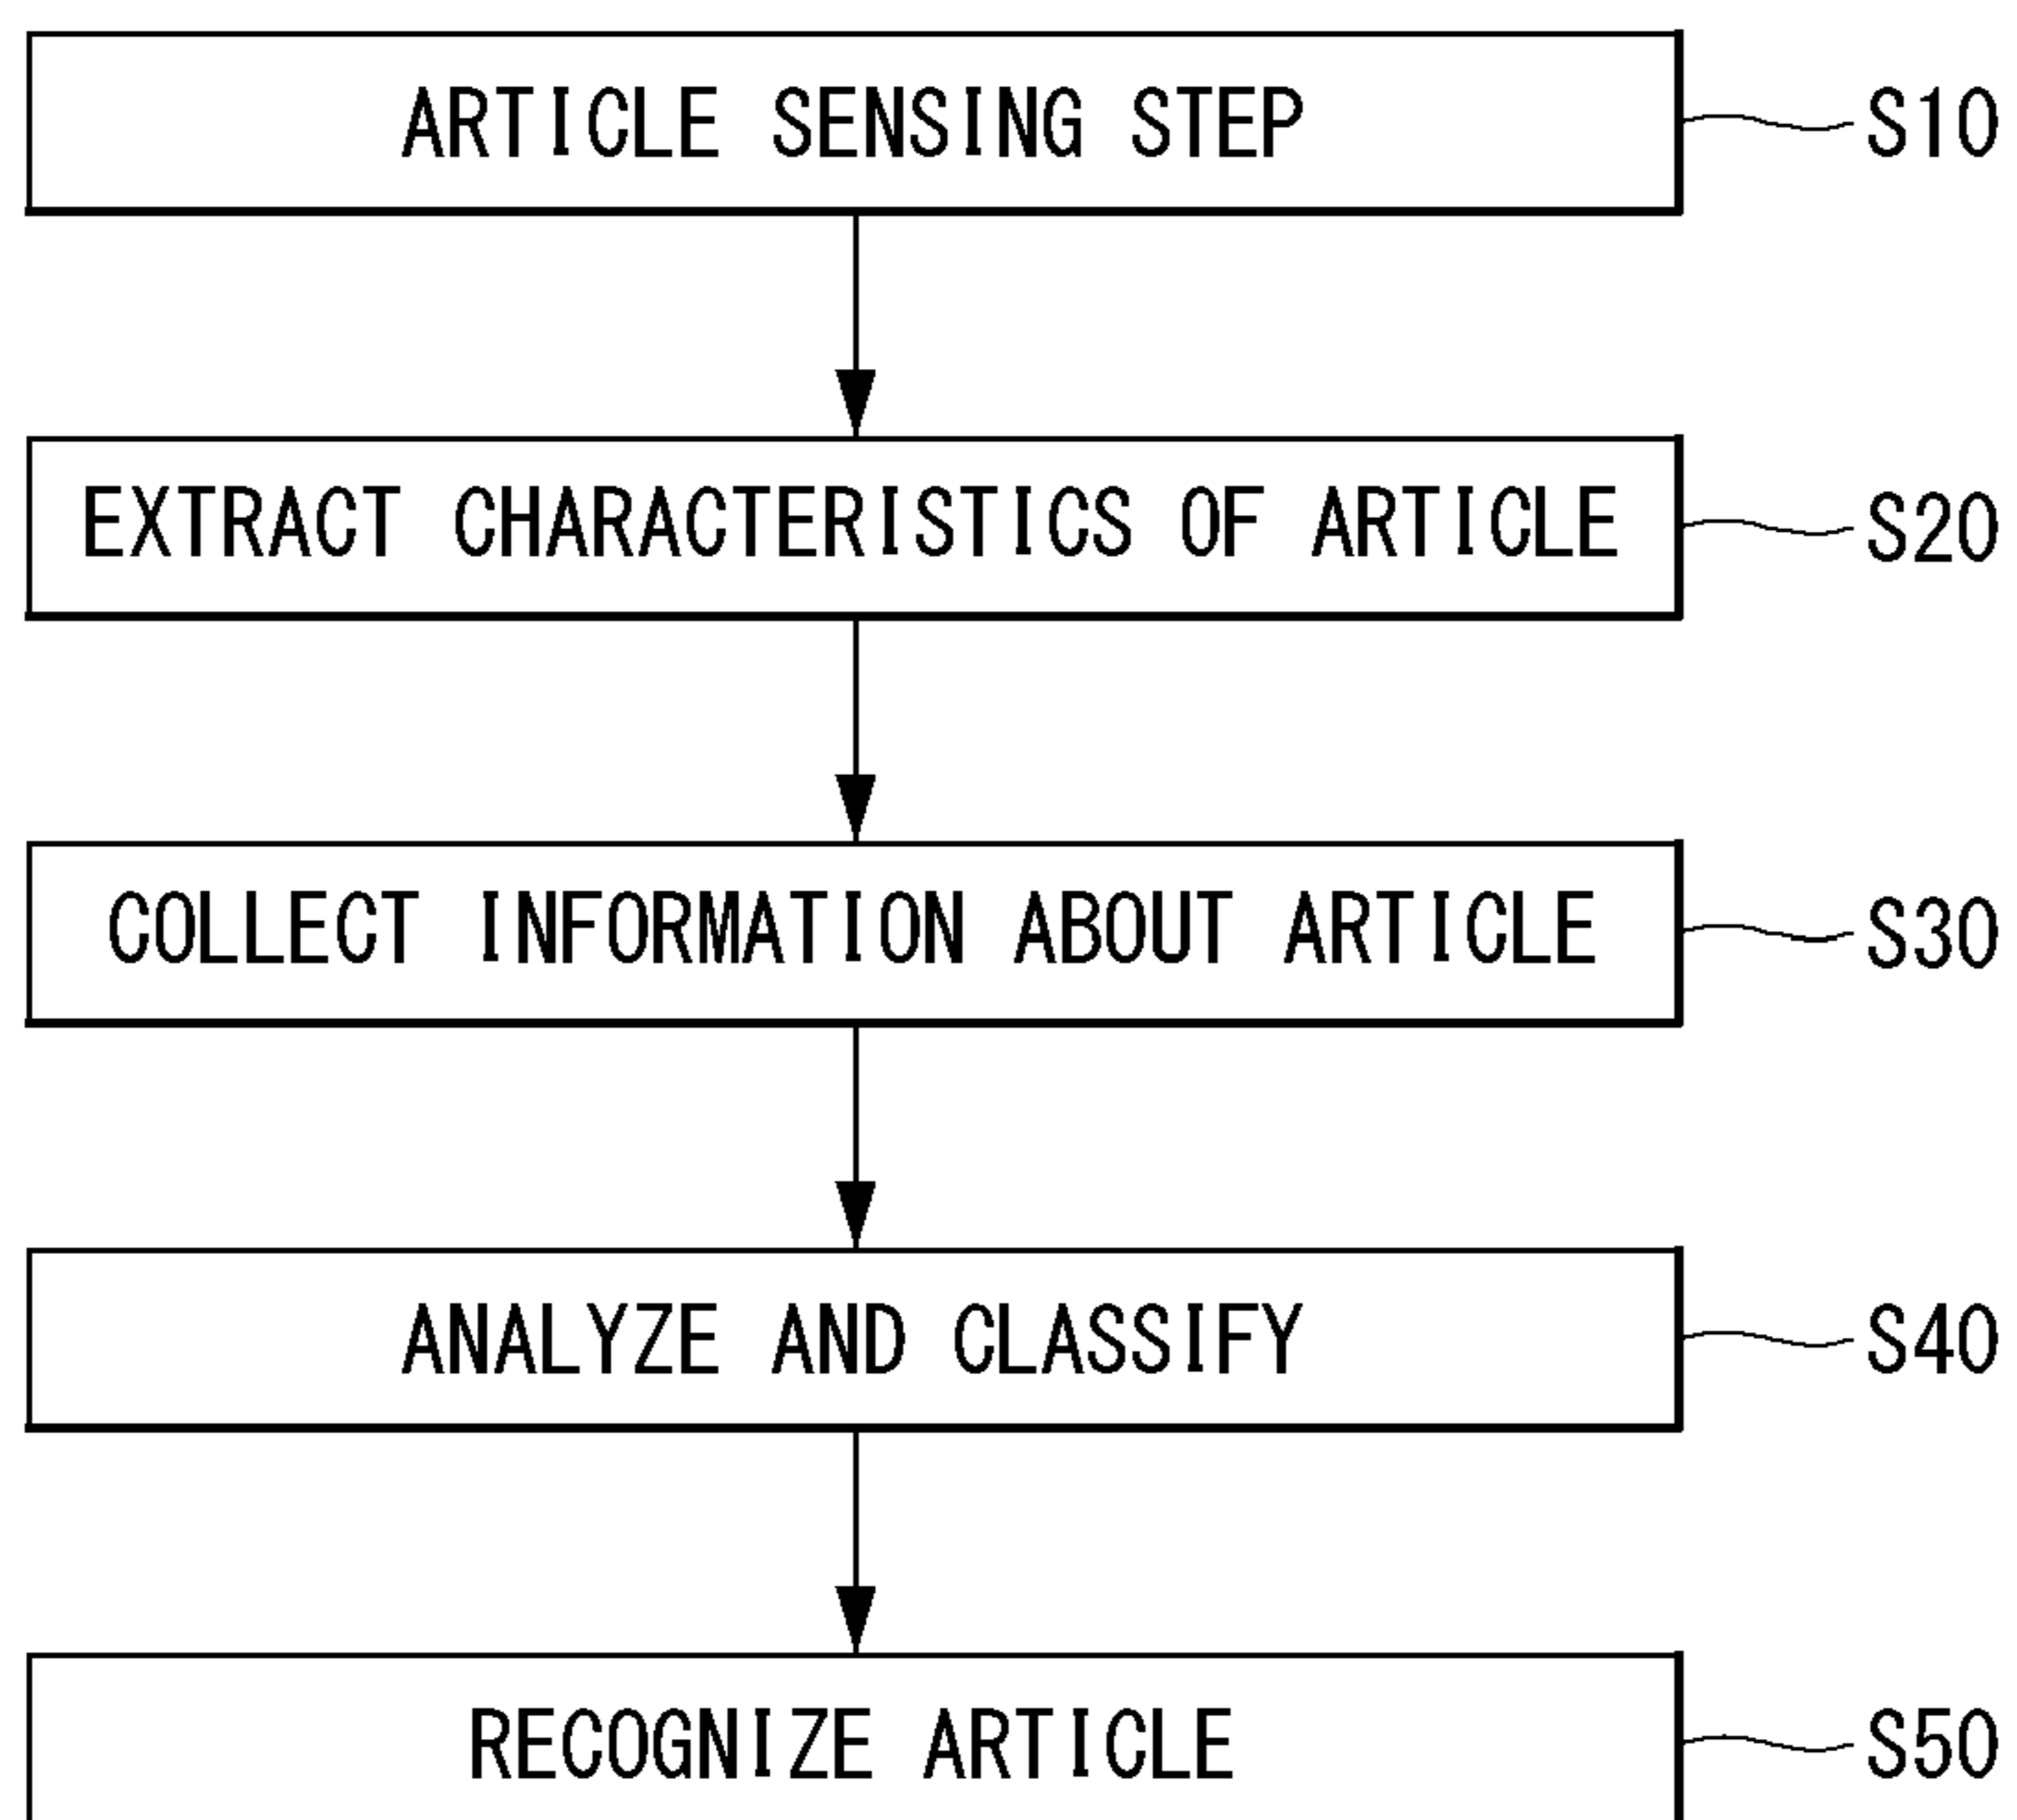 ARTICLE SENSING STEP S10
EXTRACT CHARACTERISTICS OF ARTICLE S20
COLLECT INFORMATION ABOUT ARTICLE S30
ANALYZE AND CLASSIFY S40
RECOGNIZE ARTICLE S50